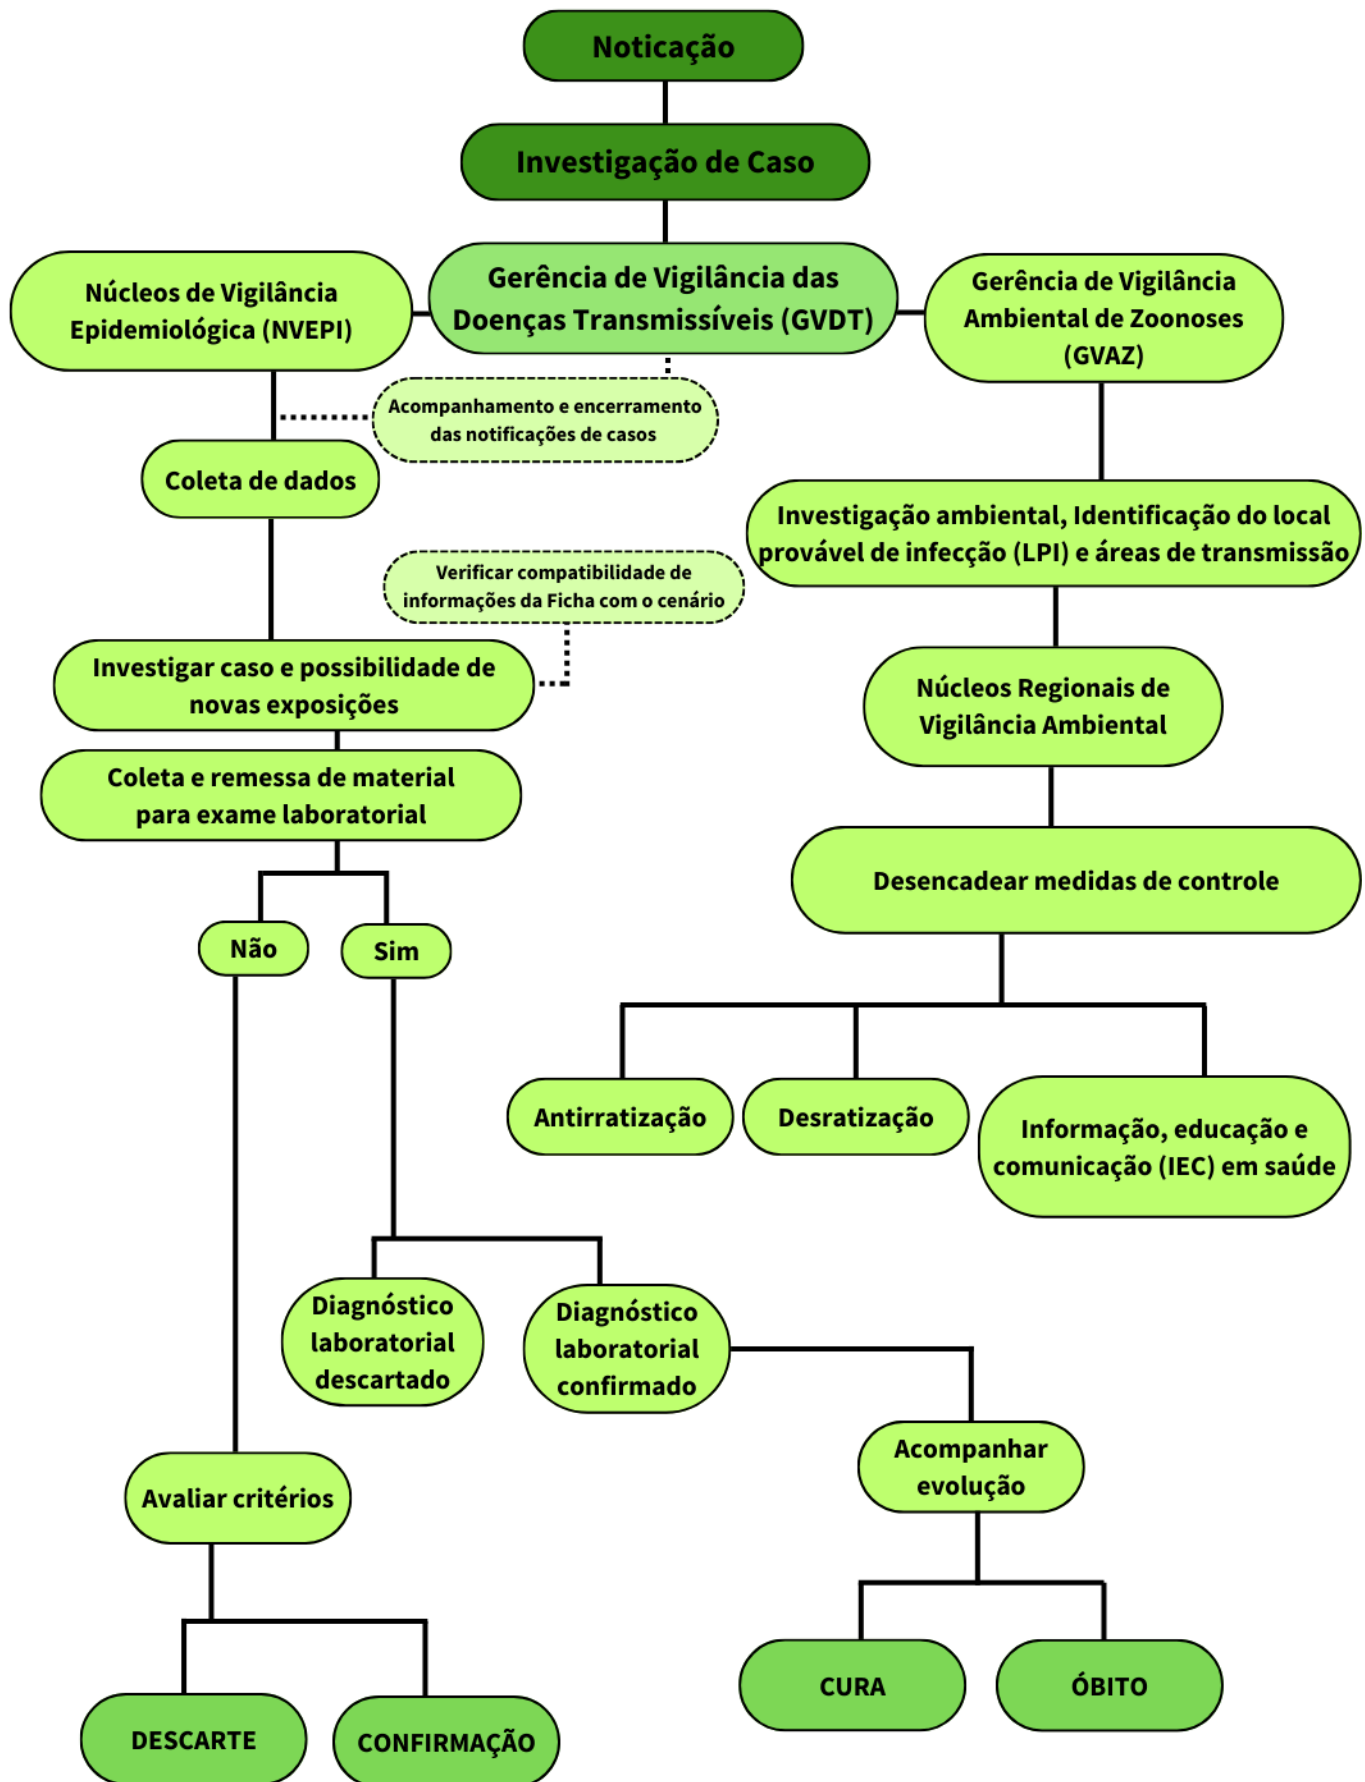 Noticação
Investigação de Caso
Gerência de Vigilância das
Doenças Transmissíveis (GVDT)
Núcleos de Vigilância
Epidemiológica (NVEPI)
Gerência de Vigilância
Ambiental de Zoonoses
(GVAZ)
Acompanhamento e encerramento
das notificações de casos
Coleta de dados
Investigação ambiental, Identificação do local
provável de infecção (LPI) e áreas de transmissão
Verificar compatibilidade de
informações da Ficha com o cenário
Investigar caso e possibilidade de
novas exposições
Núcleos Regionais de
Vigilância Ambiental
Coleta e remessa de material
para exame laboratorial
Desencadear medidas de controle
Não
Sim
Antirratização
Desratização
Informação, educação e
comunicação (IEC) em saúde
Diagnóstico
laboratorial
descartado
Diagnóstico
laboratorial
confirmado
Acompanhar
evolução
Avaliar critérios
CURA
ÓBITO
DESCARTE
CONFIRMAÇÃO